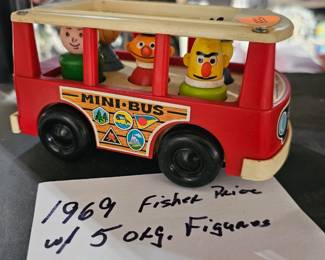 MINI-BUS
1969 Fisher Price
w/ 5 org. Figures